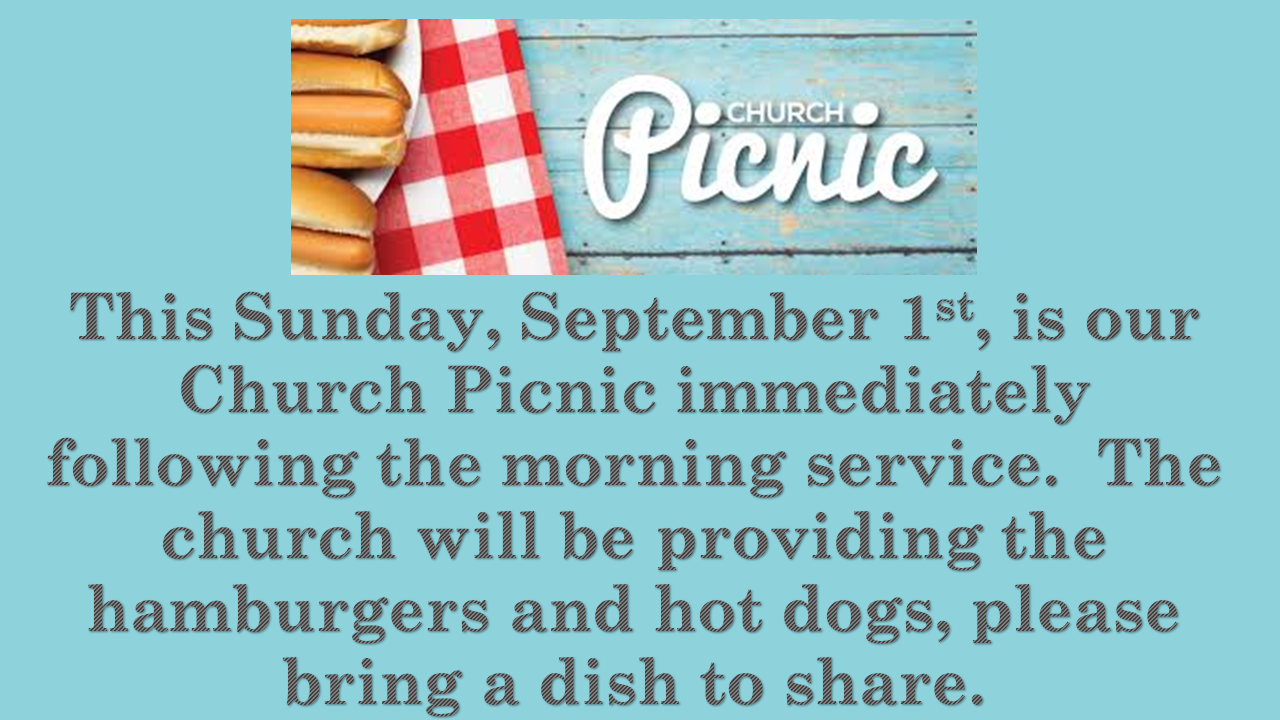 CHURCH
Picnic
This Sunday, September 1st, is our
Church Picnic immediately
following the morning service.  The
church will be providing the
hamburgers and hot dogs, please
bring a dish to share.